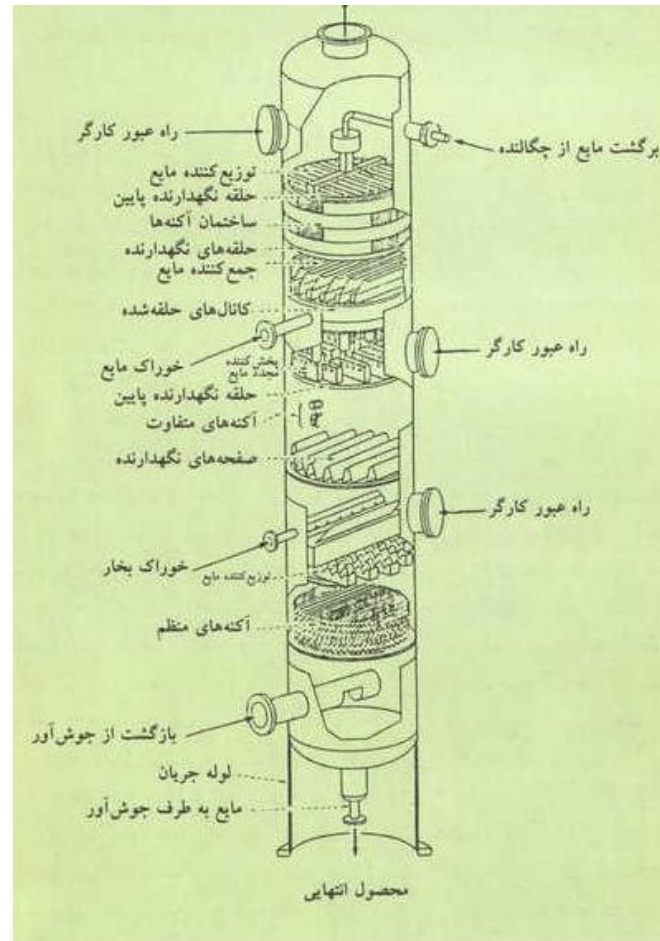 راه عبور کارگر
برگشت مایع از چگالنده
توزیع‌کننده مایع
حلقه نگهدارنده پایین
ساختمان آکنه‌ها
حلقه‌های نگهدارنده
جمع‌کننده مایع
کانال‌های حلقه‌شده
خوراک مایع
پخش‌کننده
مجدد مایع
راه عبور کارگر
حلقه نگهدارنده پایین
آکنه‌های متفاوت
صفحه‌های نگهدارنده
راه عبور کارگر
خوراک بخار
توزیع‌کننده مایع
آکنه‌های منظم
بازگشت از جوش‌آور
لوله جریان
مایع به طرف جوش‌آور
محصول انتهایی